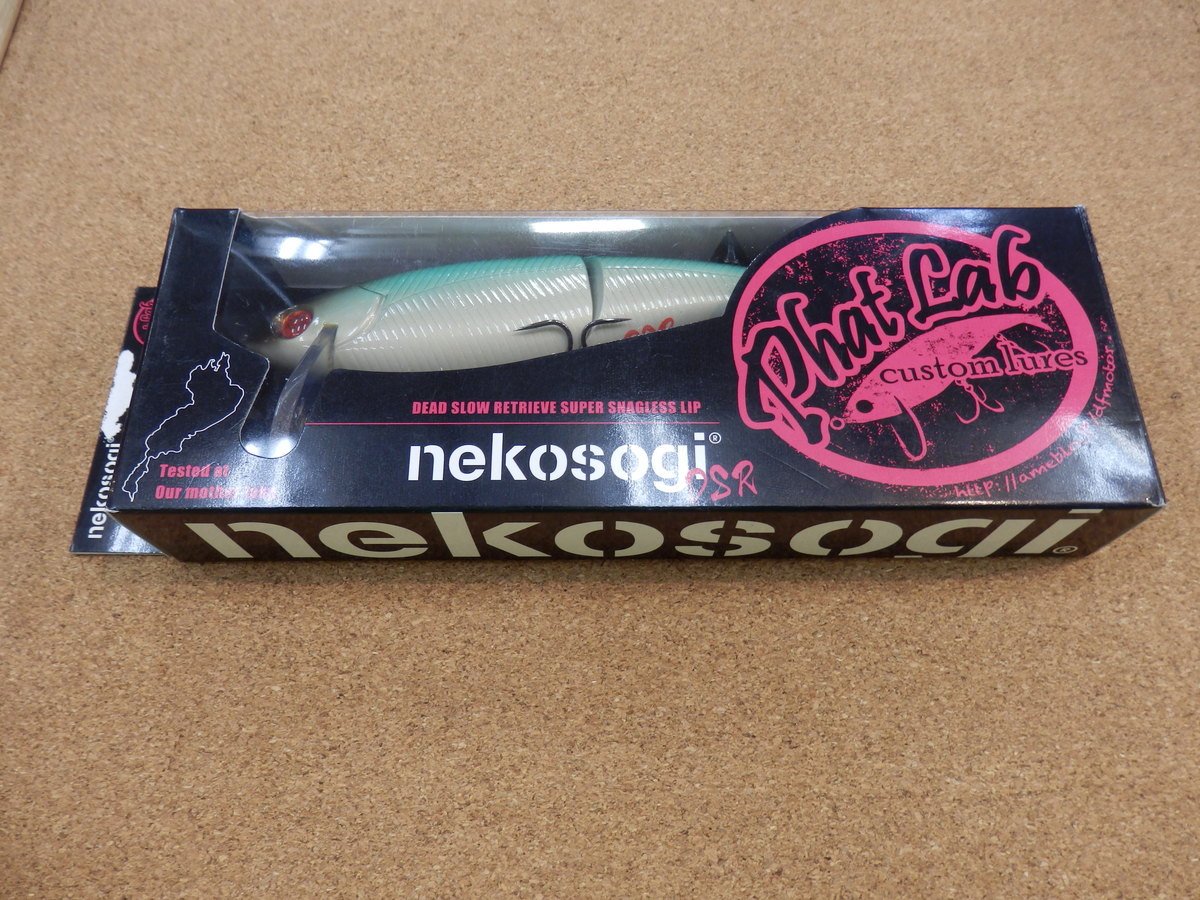 Phat Lab
custom lures
DEAD SLOW RETRIEVE SUPER SNAGLESS LIP
nekosogi®
DSR
Tested at
Our mother lake
nekosogi®
nekosogi